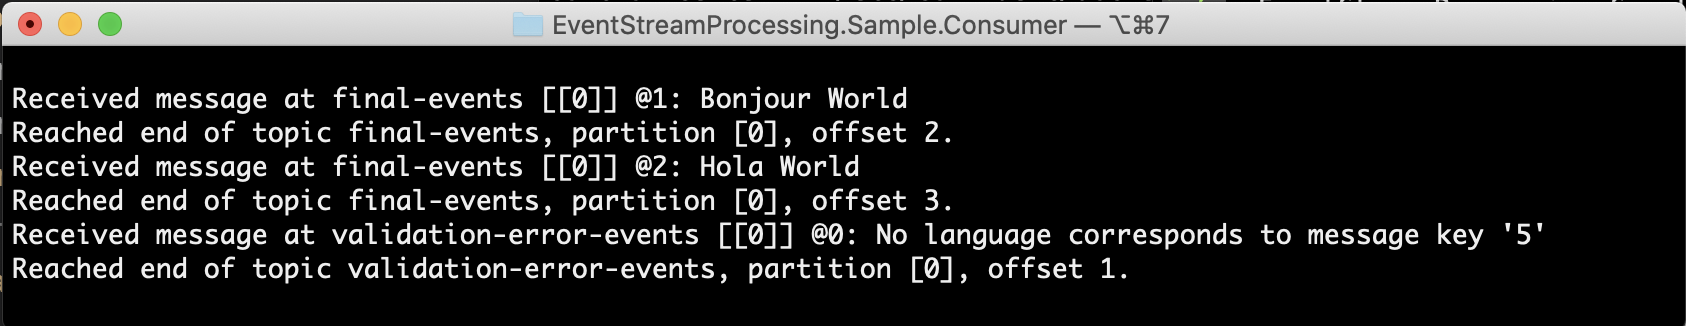 EventStreamProcessing.Sample.Consumer — ⌥⌘7
Received message at final-events [[0]] @1: Bonjour World
Reached end of topic final-events, partition [0], offset 2.
Received message at final-events [[0]] @2: Hola World
Reached end of topic final-events, partition [0], offset 3.
Received message at validation-error-events [[0]] @0: No language corresponds to message key '5'
Reached end of topic validation-error-events, partition [0], offset 1.